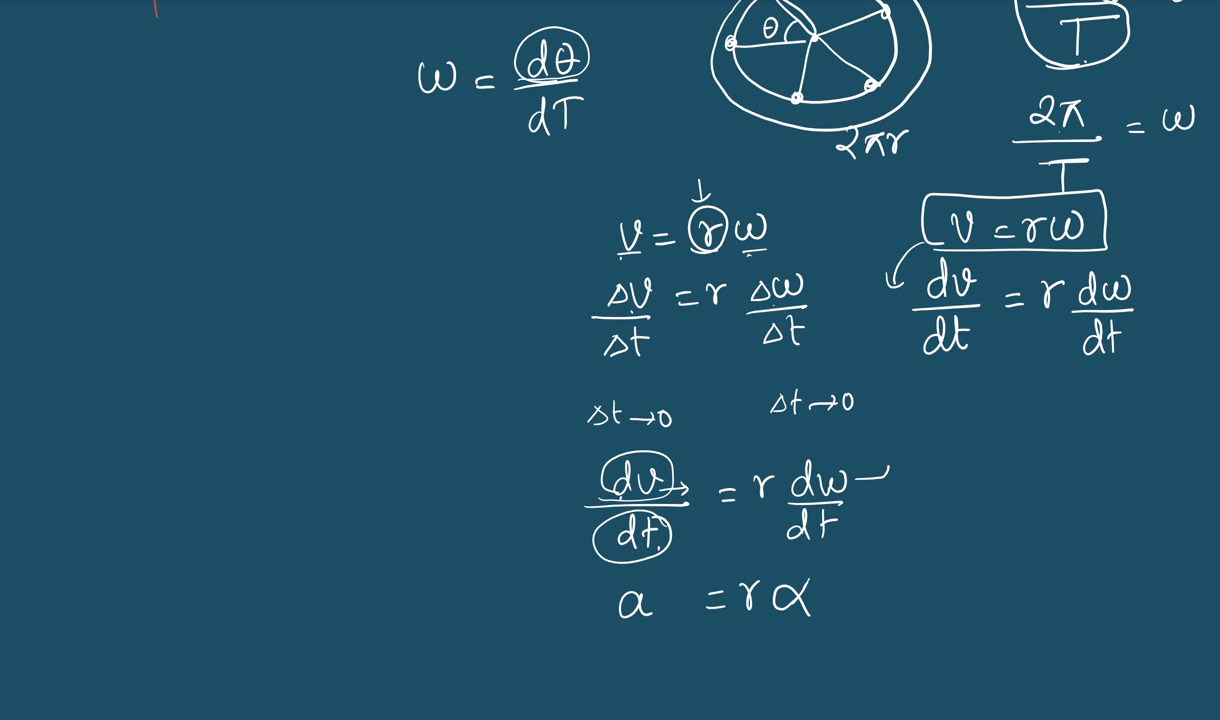 θ
T
ω = dθ/dT
2πr
2π/T = ω
v = rω
v = rω
Δv/Δt = r Δω/Δt
dv/dt = r dω/dt
Δt→0 Δt→0
dv/dt = r dω/dt
a = rα